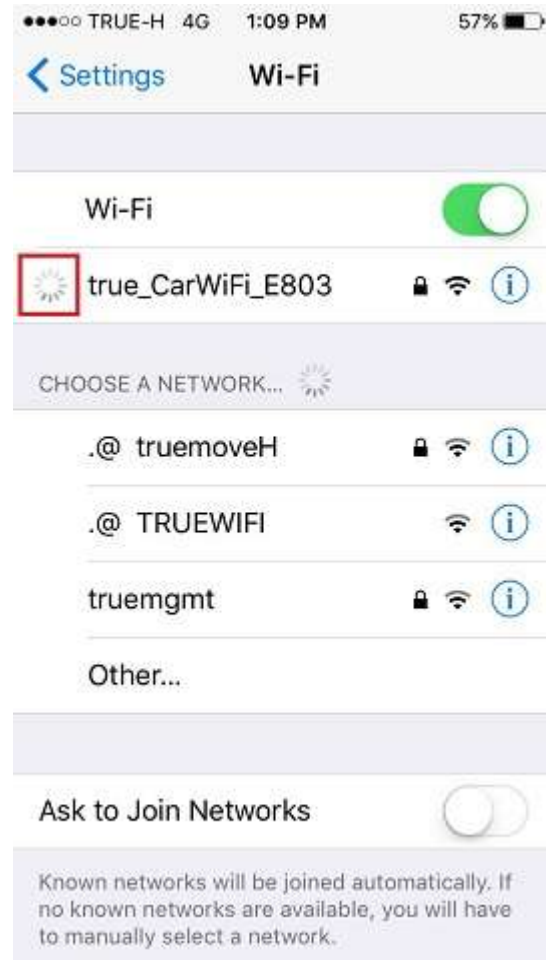 TRUE-H 4G 1:09 PM 57%
Settings Wi-Fi
Wi-Fi
true_CarWiFi_E803
CHOOSE A NETWORK...
.@ truemoveH
.@ TRUEWIFI
truemgmt
Other...
Ask to Join Networks
Known networks will be joined automatically. If
no known networks are available, you will have
to manually select a network.